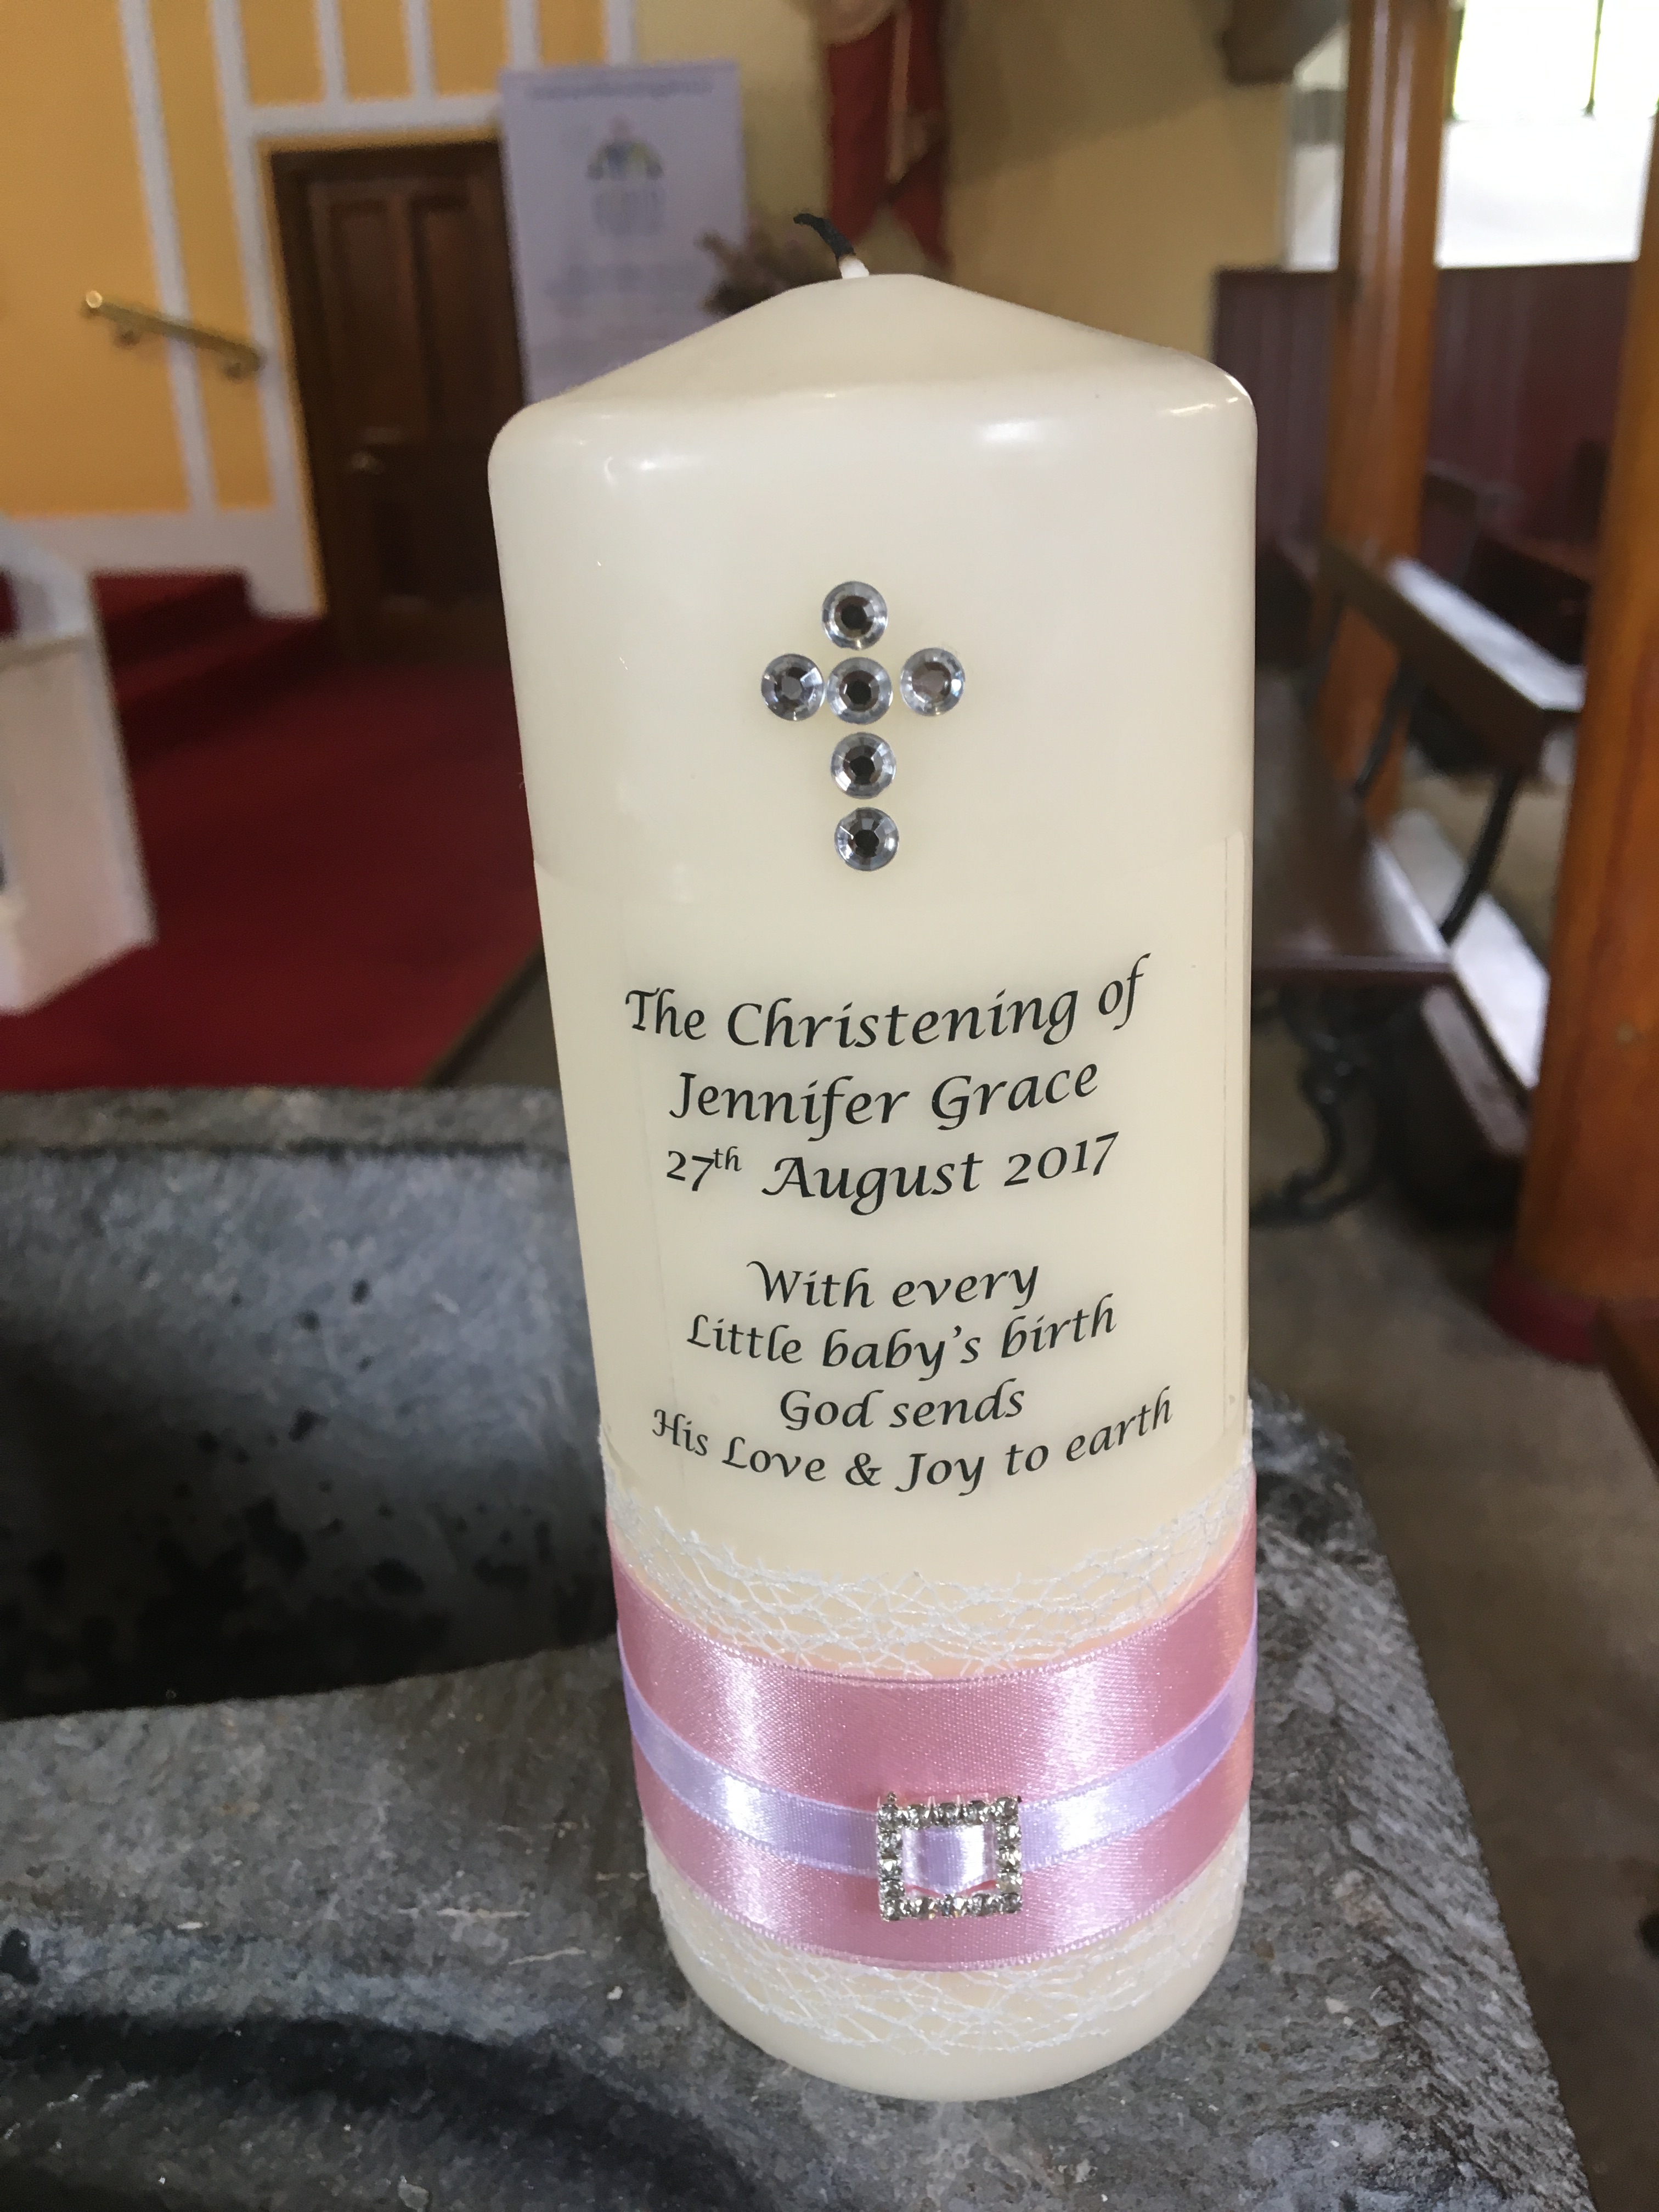 The Christening of
Jennifer Grace
27th August 2017
With every
Little baby's birth
God sends
His Love & Joy to earth